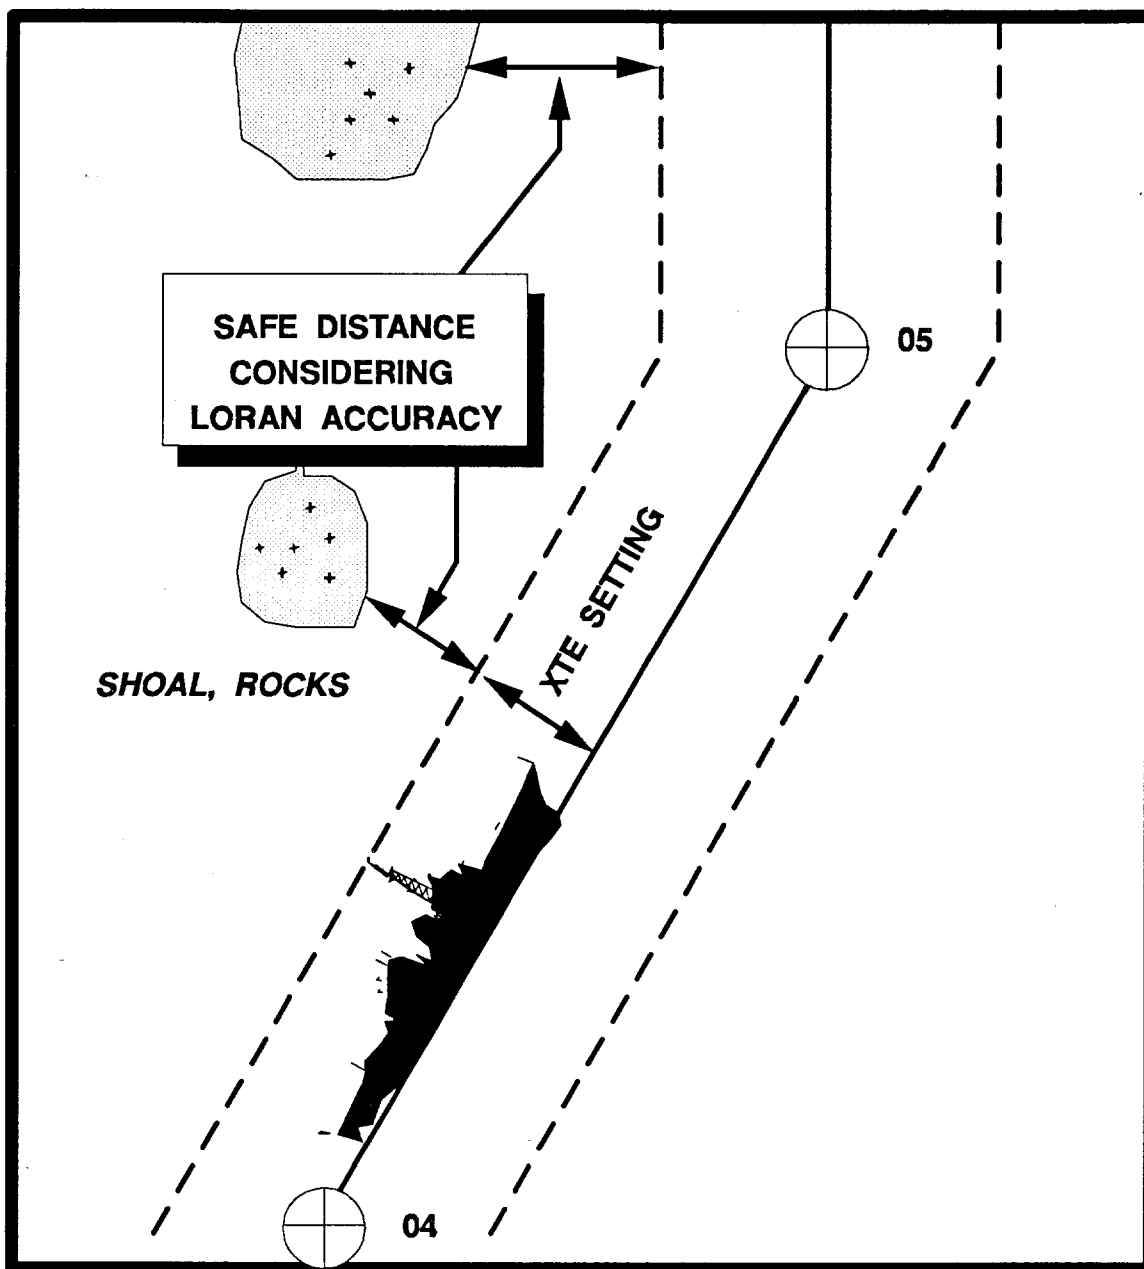 SAFE DISTANCE
CONSIDERING
LORAN ACCURACY
05
XTE SETTING
SHOAL, ROCKS
04